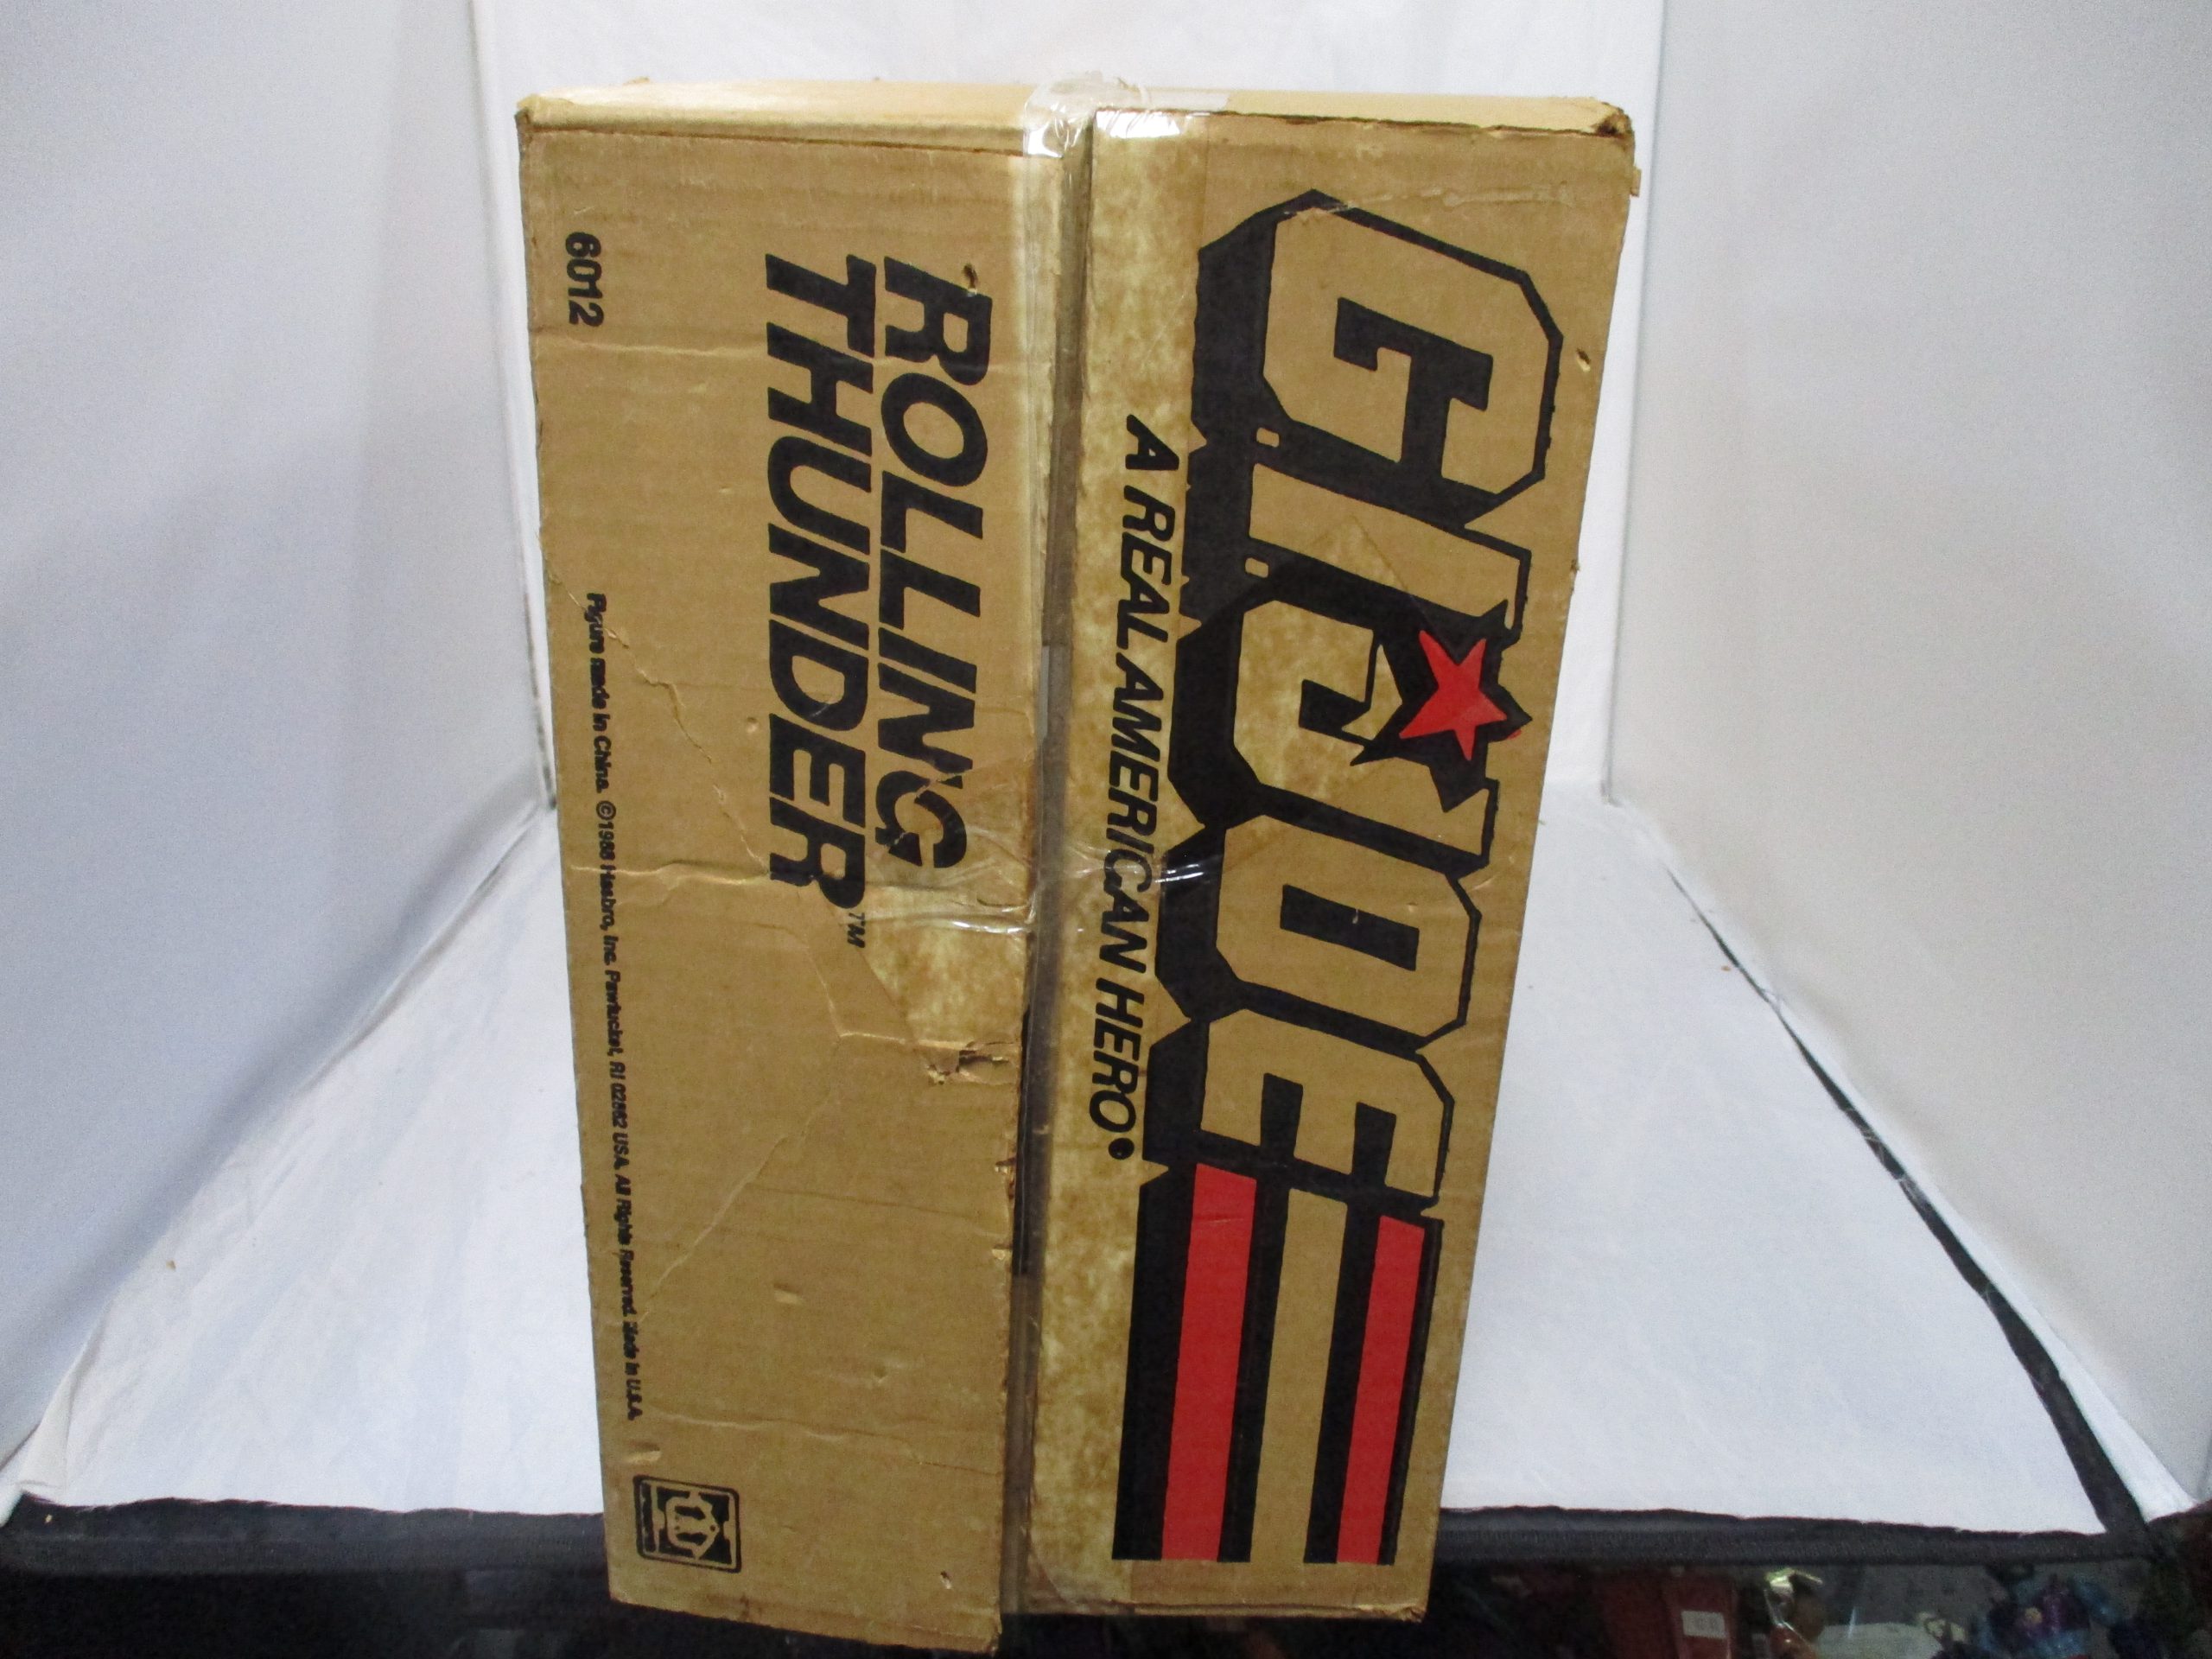 G.I. JOE
A REAL AMERICAN HERO
ROLLING
THUNDER™
6012
Figure made in China. ©1988 Hasbro, Inc. Pawtucket, RI 02862 USA. All Rights Reserved. Made in U.S.A.